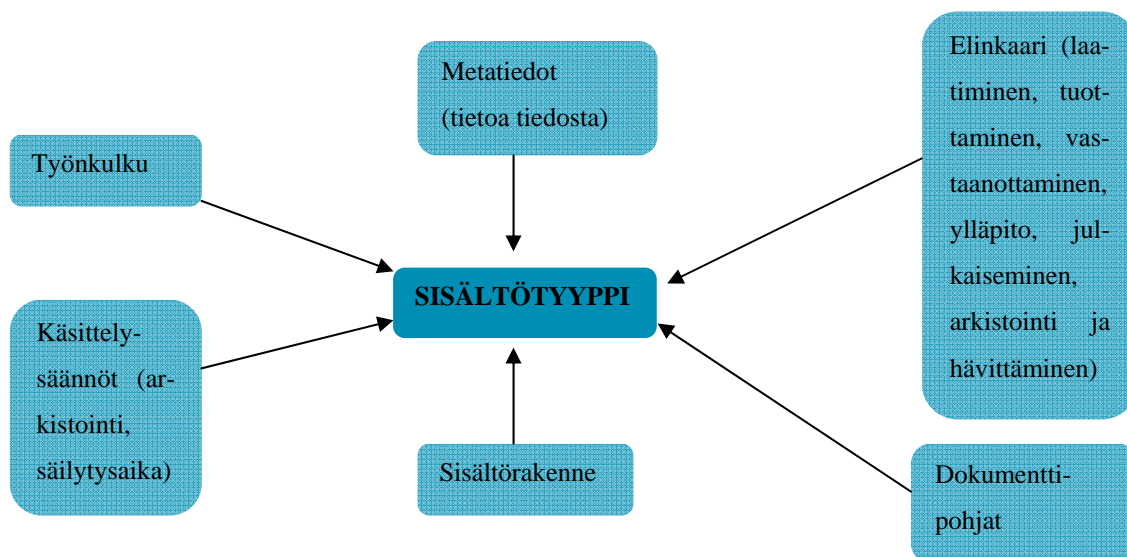 Metatiedot
(tietoa tiedosta)
Elinkaari (laa-
timinen, tuot-
taminen, vas-
taanottaminen,
ylläpito, jul-
kaiseminen,
arkistointi ja
hävittäminen)
Työnkulku
SISÄLTÖTYYPPI
Käsittely-
säännöt (ar-
kistointi,
säilytysaika)
Sisältörakenne
Dokumentti-
pohjat